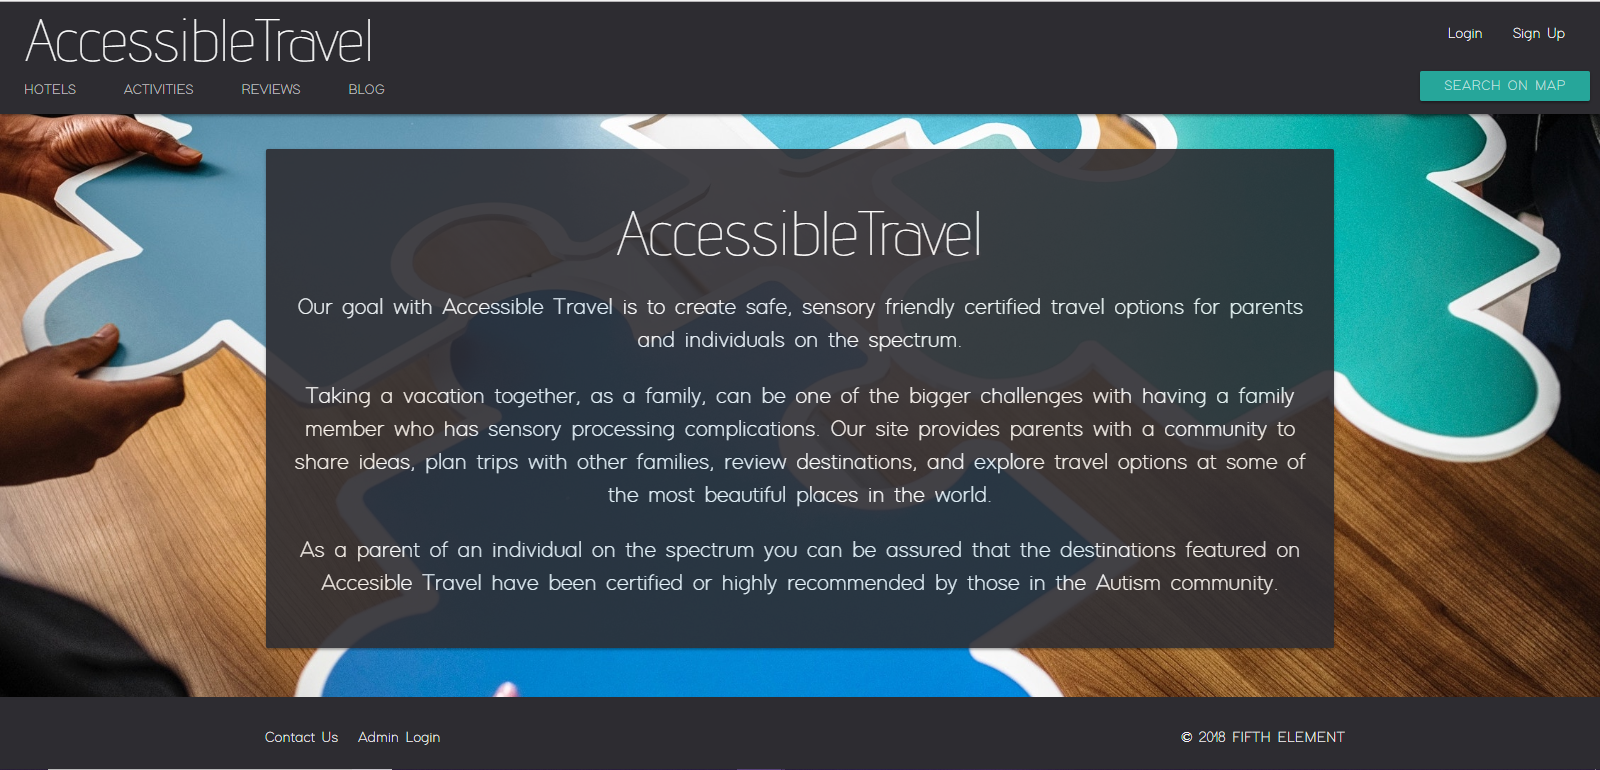 AccessibleTravel
Login Sign Up
HOTELS ACTIVITIES REVIEWS BLOG
SEARCH ON MAP
AccessibleTravel
Our goal with Accessible Travel is to create safe, sensory friendly certified travel options for parents
and individuals on the spectrum.
Taking a vacation together, as a family, can be one of the bigger challenges with having a family
member who has sensory processing complications. Our site provides parents with a community to
share ideas, plan trips with other families, review destinations, and explore travel options at some of
the most beautiful places in the world.
As a parent of an individual on the spectrum you can be assured that the destinations featured on
Accesible Travel have been certified or highly recommended by those in the Autism community.
Contact Us Admin Login
© 2018 FIFTH ELEMENT